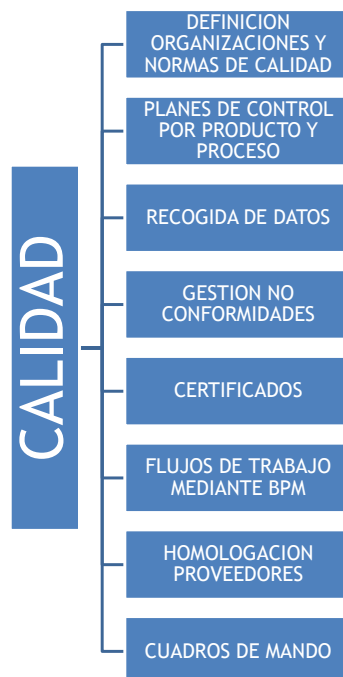 CALIDAD
DEFINICION
ORGANIZACIONES Y
NORMAS DE CALIDAD
PLANES DE CONTROL
POR PRODUCTO Y
PROCESO
RECOGIDA DE DATOS
GESTION NO
CONFORMIDADES
CERTIFICADOS
FLUJOS DE TRABAJO
MEDIANTE BPM
HOMOLOGACION
PROVEEDORES
CUADROS DE MANDO